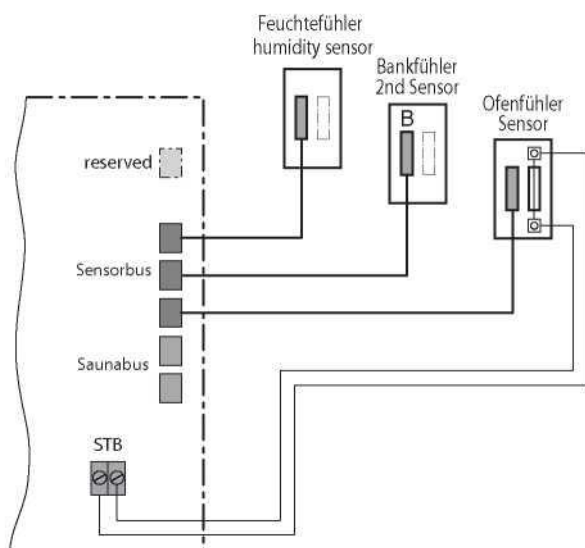 Feuchtefühler
humidity sensor
Bankfühler
2nd Sensor
Ofenfühler
Sensor
B
reserved
Sensorbus
Saunabus
STB